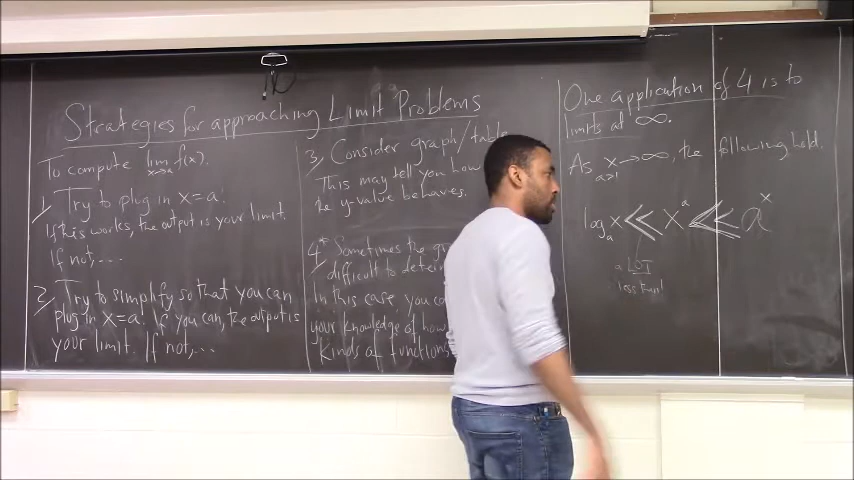 Strategies for approaching Limit Problems
To compute lim f(x).
x→a
1/ Try to plug in x=a!
If this works, the output is your limit.
If not,...
2/ Try to simplify so that you can
plug in x=a. If you can, the output is
your limit. If not,...
3/ Consider graph/table
This may tell you how
the y-value behaves.
4* Sometimes the
difficult to
In this case, you
your knowledge of how
kinds of functions
One application of 4 is to
limits at ∞.
As x→∞, the following hold.
a>1
logₐx <<< xᵃ <<< aˣ
a LOT
less than!